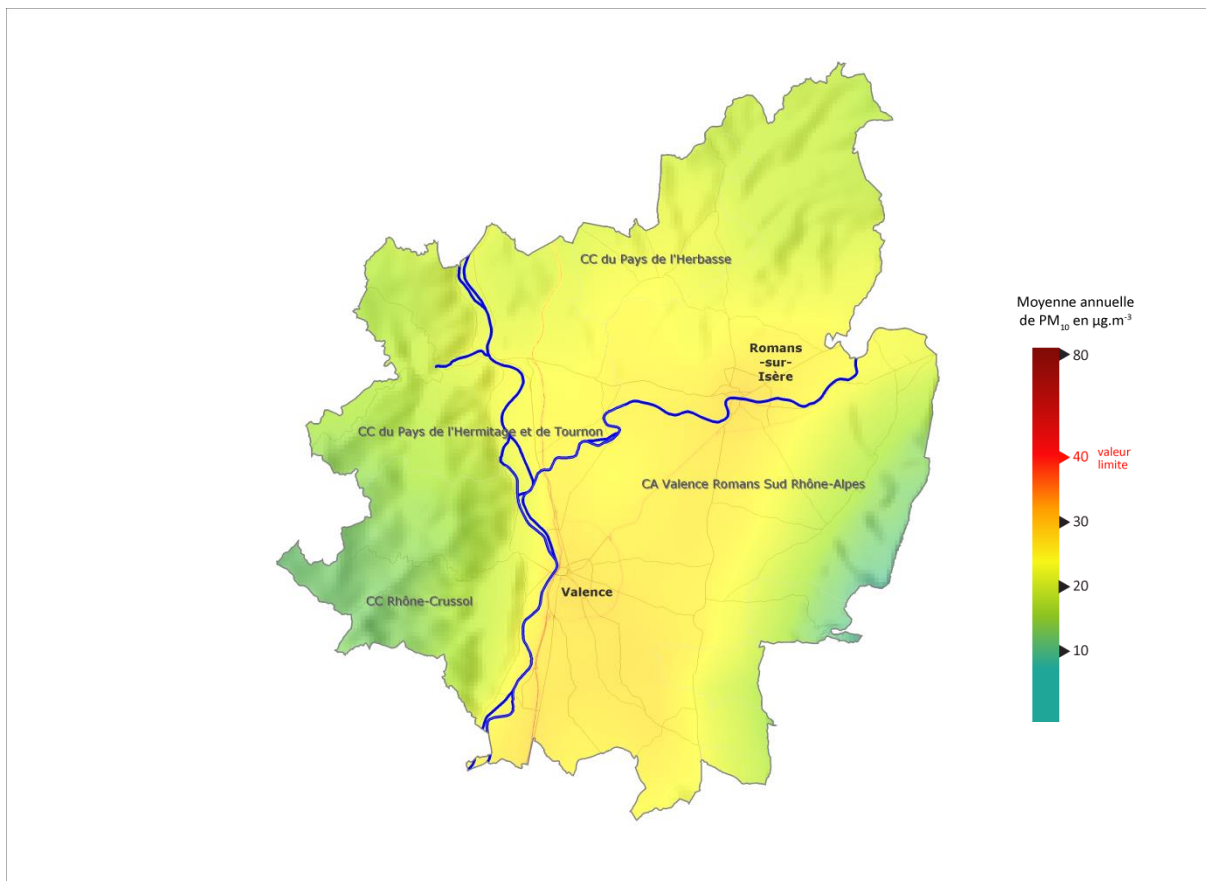 CC du Pays de l'Herbasse
Romans
-sur-
Isère
CC du Pays de l'Hermitage et de Tournon
CA Valence Romans Sud Rhône-Alpes
Valence
CC Rhône-Crussol
Moyenne annuelle
de PM₁₀ en µg.m⁻³
80
40 valeur
limite
30
20
10